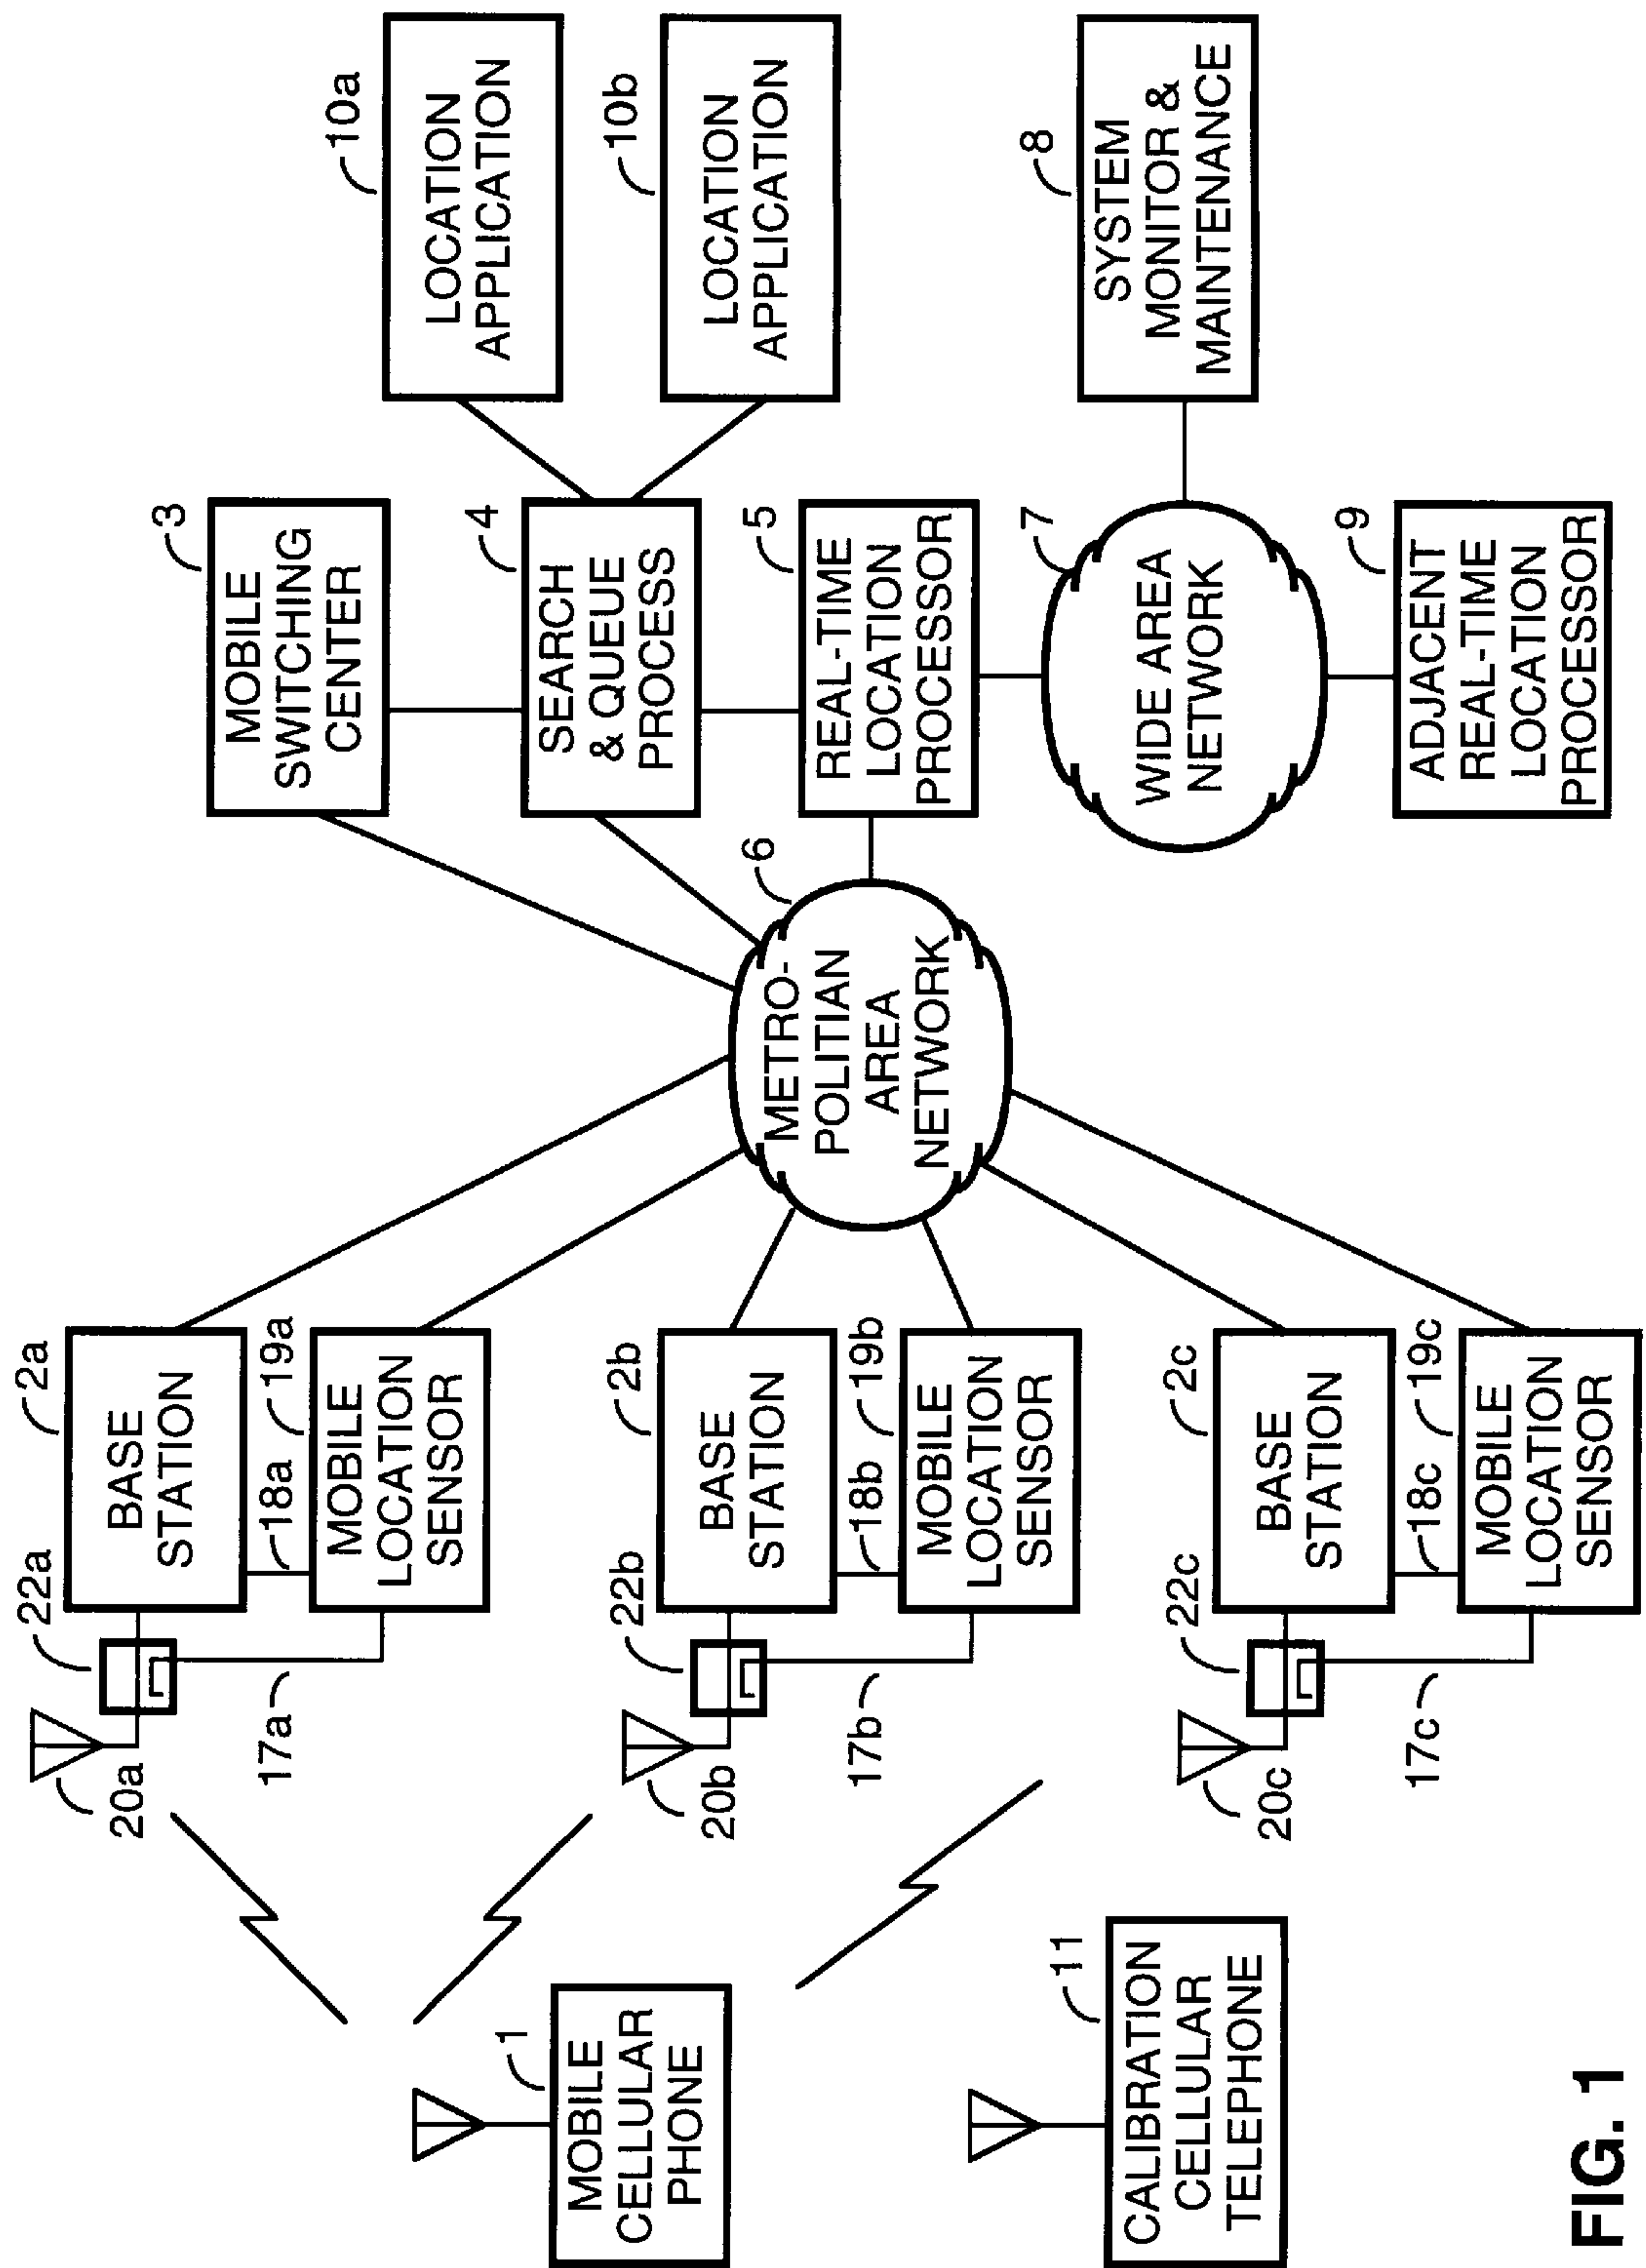 10a
LOCATION
APPLICATION
10b
LOCATION
APPLICATION
8
SYSTEM
MONITOR &
MAINTENANCE
3
MOBILE
SWITCHING
CENTER
4
SEARCH
& QUEUE
PROCESS
5
REAL-TIME
LOCATION
PROCESSOR
7
WIDE AREA
NETWORK
9
ADJACENT
REAL-TIME
LOCATION
PROCESSOR
6
METRO-
POLITIAN
AREA
NETWORK
2a
BASE
STATION
22a
18a
19a
MOBILE
LOCATION
SENSOR
20a
17a
2b
BASE
STATION
22b
18b
19b
MOBILE
LOCATION
SENSOR
20b
17b
2c
BASE
STATION
22c
18c
19c
MOBILE
LOCATION
SENSOR
20c
17c
1
MOBILE
CELLULAR
PHONE
11
CALIBRATION
CELLULAR
TELEPHONE
FIG. 1